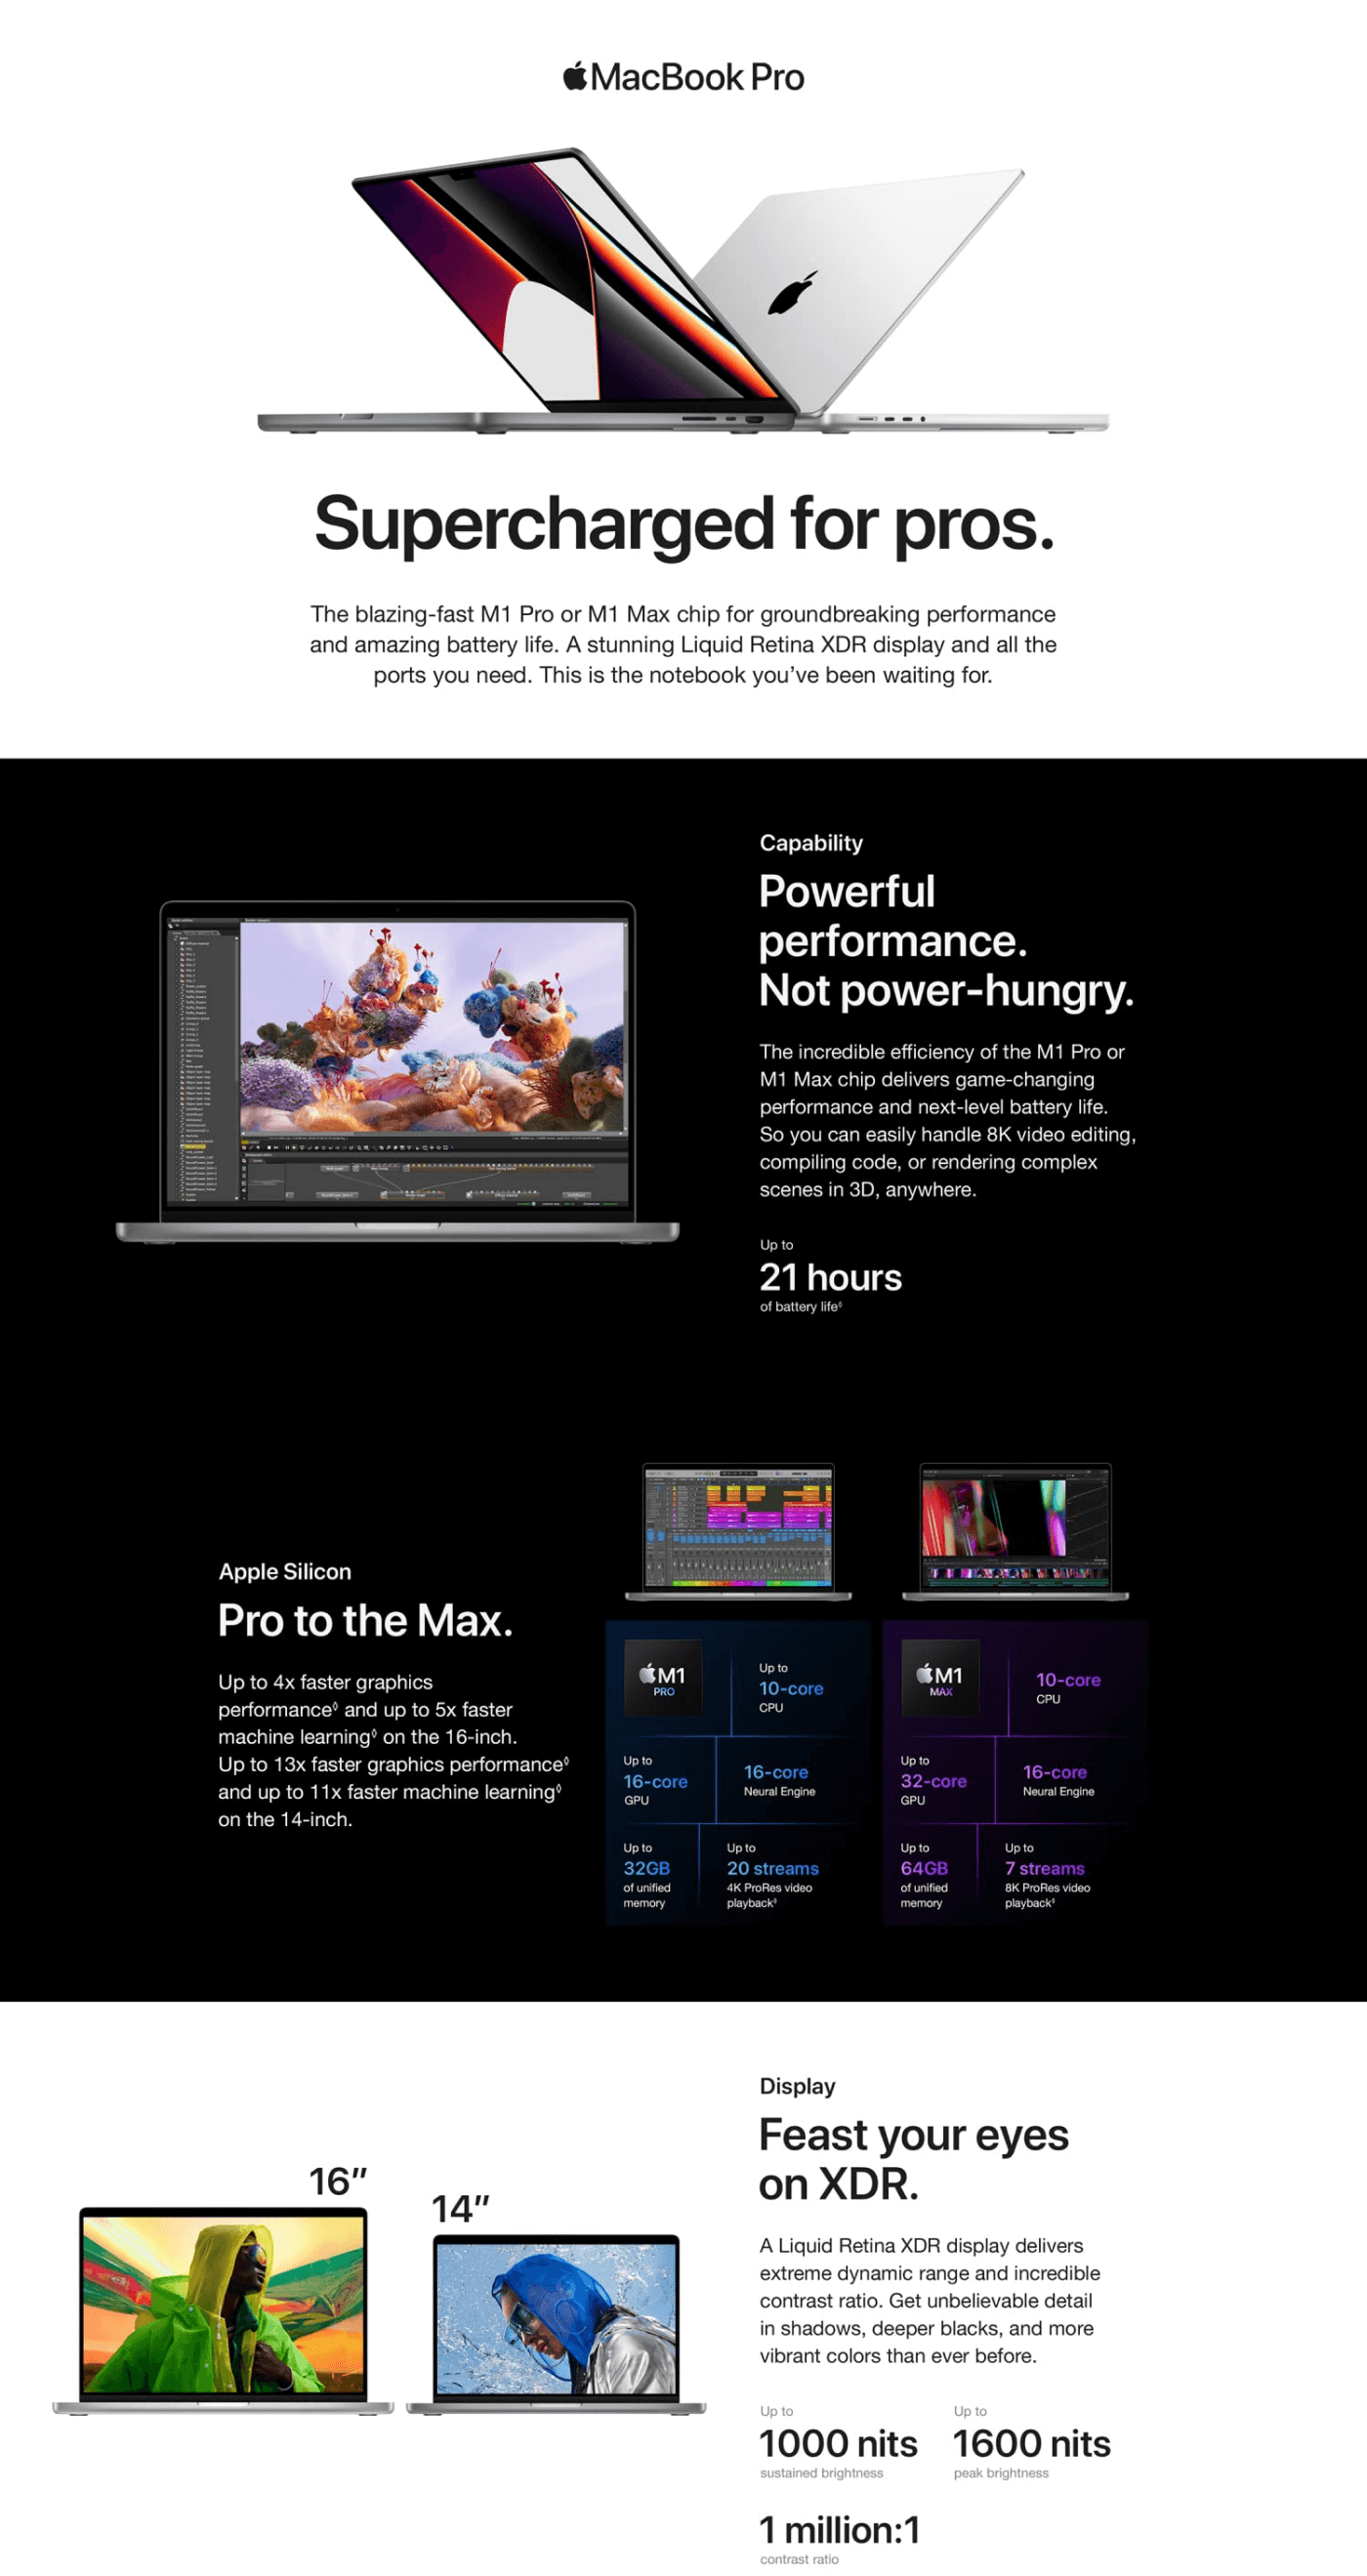 MacBook Pro
Supercharged for pros.
The blazing-fast M1 Pro or M1 Max chip for groundbreaking performance
and amazing battery life. A stunning Liquid Retina XDR display and all the
ports you need. This is the notebook you’ve been waiting for.
Capability
Powerful
performance.
Not power-hungry.
The incredible efficiency of the M1 Pro or
M1 Max chip delivers game-changing
performance and next-level battery life.
So you can easily handle 8K video editing,
compiling code, or rendering complex
scenes in 3D, anywhere.
Up to
21 hours
of battery life◊
Apple Silicon
Pro to the Max.
Up to 4x faster graphics
performance◊ and up to 5x faster
machine learning◊ on the 16-inch.
Up to 13x faster graphics performance◊
and up to 11x faster machine learning◊
on the 14-inch.
M1
PRO
Up to
10-core
CPU
Up to
16-core
GPU
16-core
Neural Engine
Up to
32GB
of unified
memory
Up to
20 streams
4K ProRes video
playback◊
M1
MAX
10-core
CPU
Up to
32-core
GPU
16-core
Neural Engine
Up to
64GB
of unified
memory
Up to
7 streams
8K ProRes video
playback◊
16”
14”
Display
Feast your eyes
on XDR.
A Liquid Retina XDR display delivers
extreme dynamic range and incredible
contrast ratio. Get unbelievable detail
in shadows, deeper blacks, and more
vibrant colors than ever before.
Up to
1000 nits
sustained brightness
Up to
1600 nits
peak brightness
1 million:1
contrast ratio